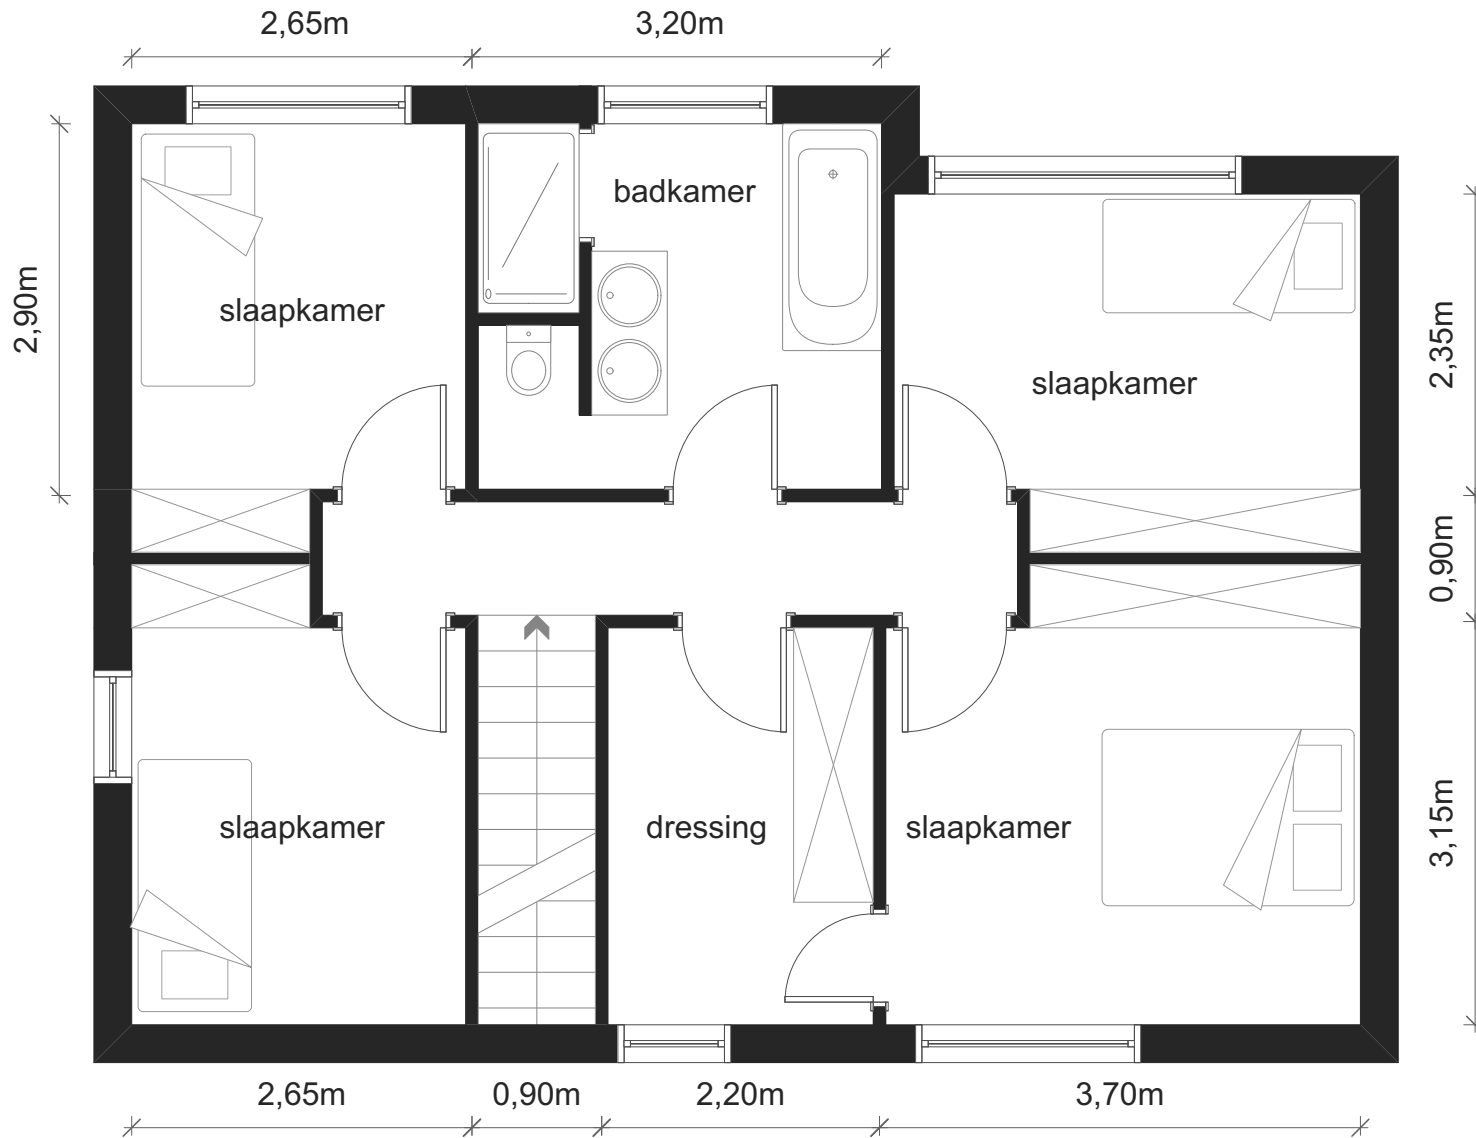 2,65m
3,20m
badkamer
2,90m
slaapkamer
2,35m
slaapkamer
0,90m
3,15m
slaapkamer
dressing
slaapkamer
2,65m
0,90m
2,20m
3,70m